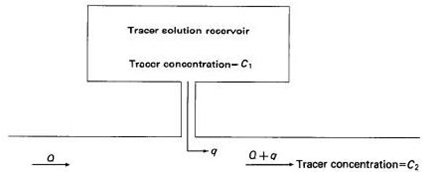 Tracer solution reservoir
Tracer concentration=C₁
Q
q
Q+q
Tracer concentration=C₂